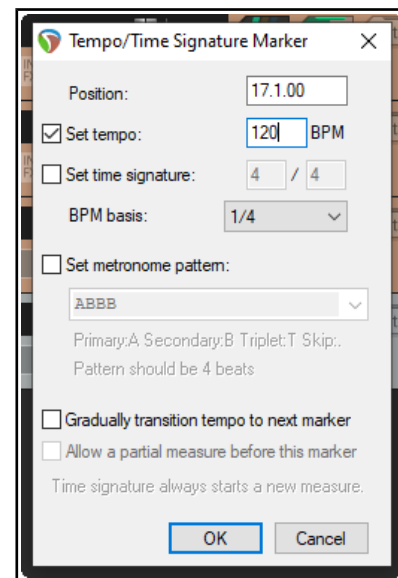 Tempo/Time Signature Marker
Position: 17.1.00
Set tempo: 120 BPM
Set time signature: 4 / 4
BPM basis: 1/4
Set metronome pattern:
ABBB
Primary:A Secondary:B Triplet:T Skip:.
Pattern should be 4 beats
Gradually transition tempo to next marker
Allow a partial measure before this marker
Time signature always starts a new measure.
OK Cancel